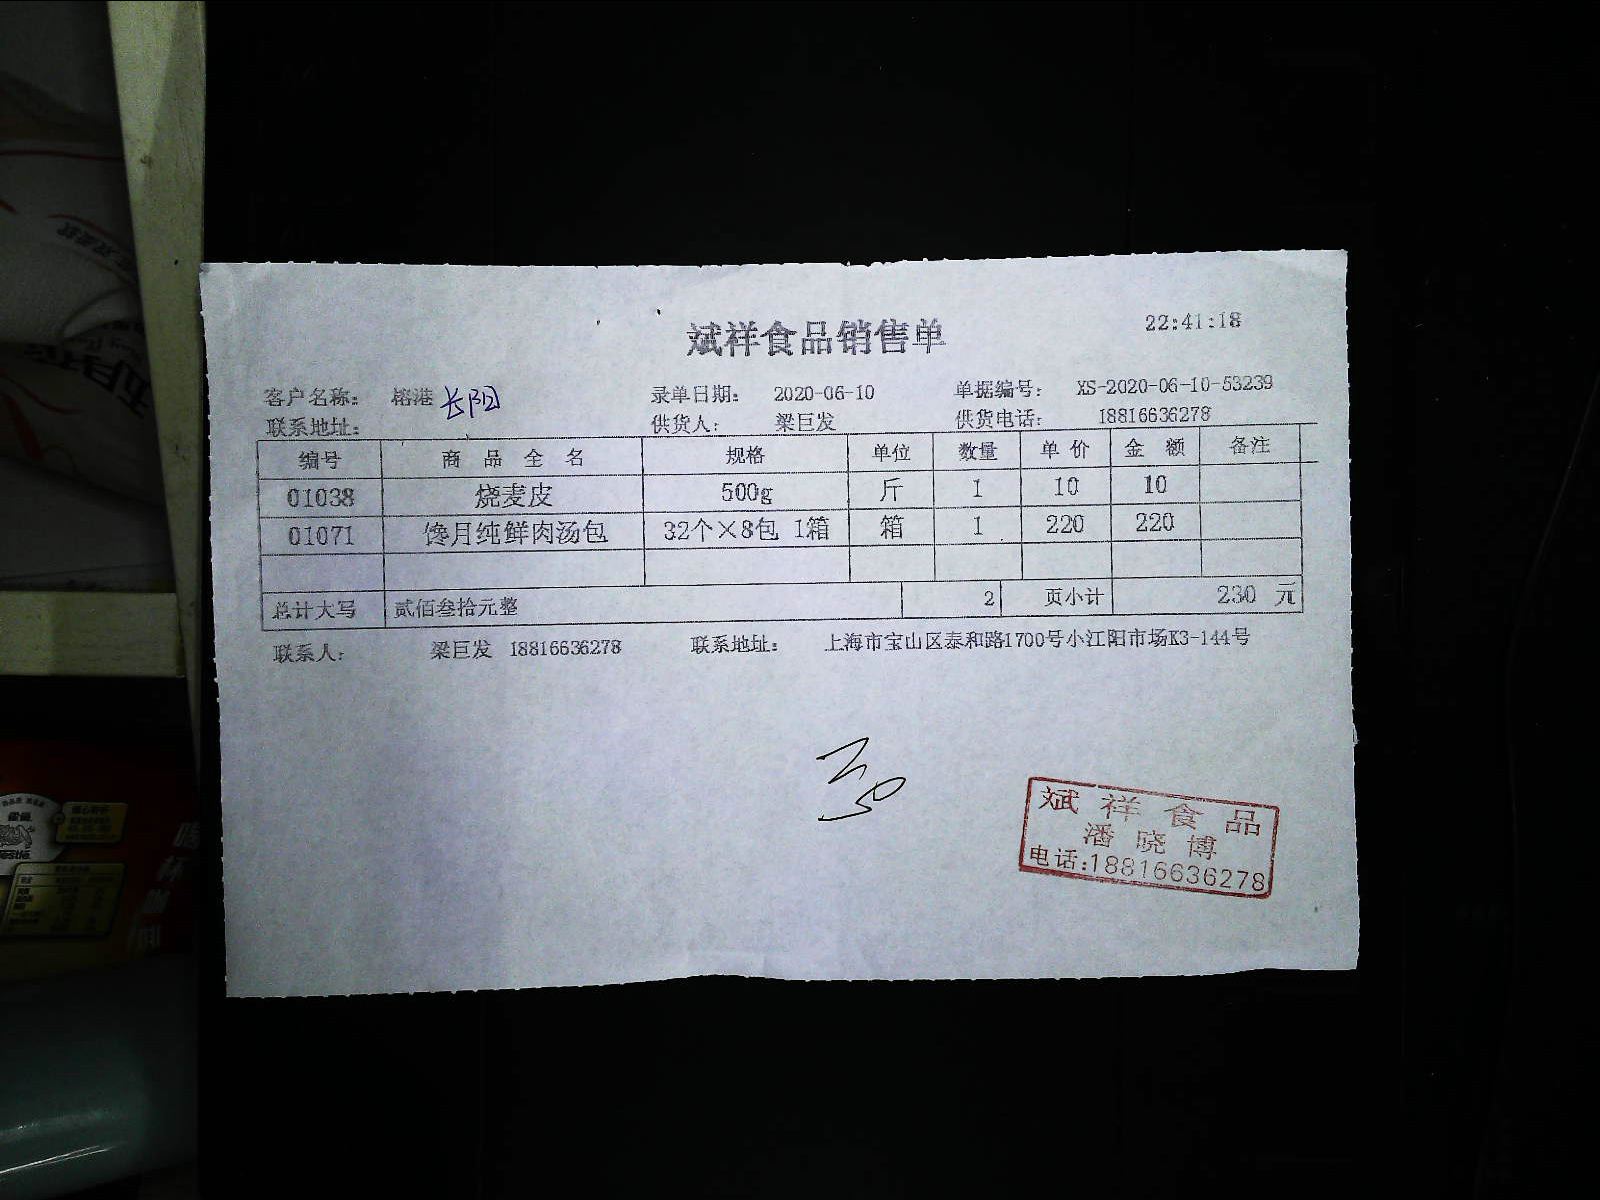 斌祥食品销售单
22:41:18
客户名称： 榕港 长阳 录单日期： 2020-06-10 单据编号： XS-2020-06-10-53239
联系地址： 供货人： 梁巨发 供货电话： 18816636278
编号 商品全名 规格 单位 数量 单价 金额 备注
01038 烧麦皮 500g 斤 1 10 10
01071 馋月纯鲜肉汤包 32个×8包 1箱 箱 1 220 220
总计大写 贰佰叁拾元整 2 页小计 230 元
联系人： 梁巨发 18816636278 联系地址： 上海市宝山区泰和路1700号小江阳市场K3-144号
斌祥食品
潘晓博
电话:18816636278